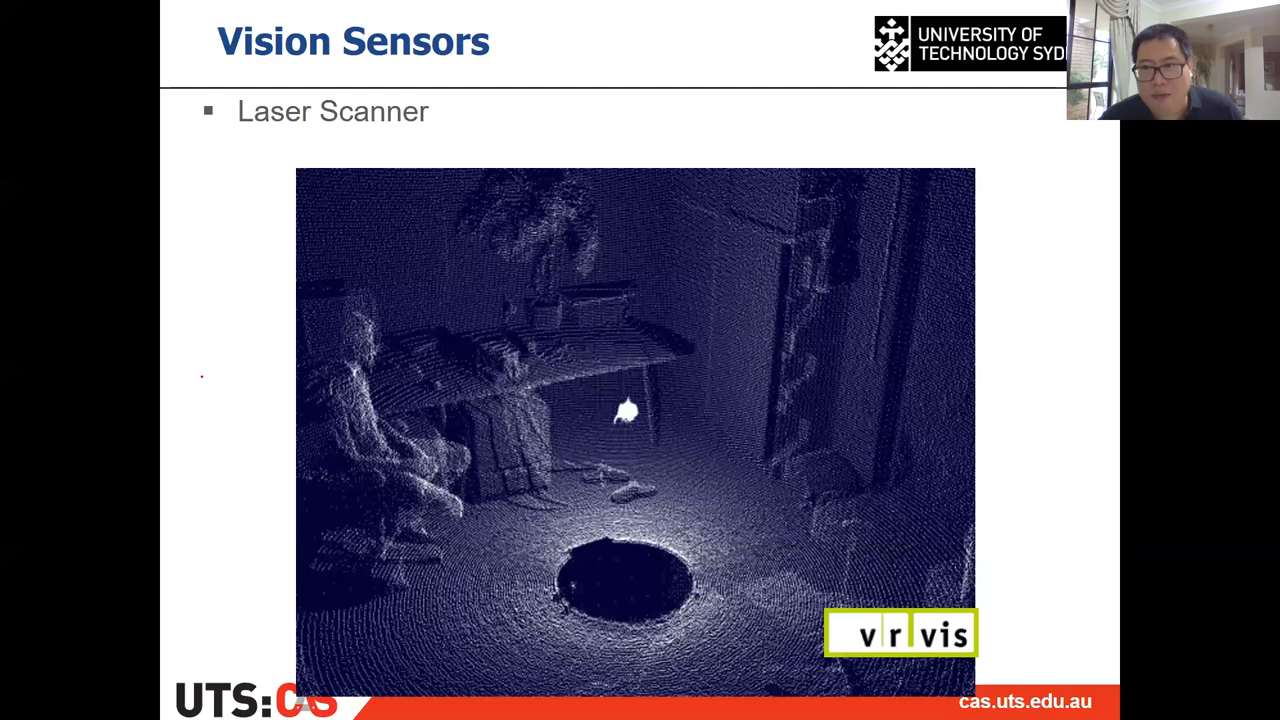 Vision Sensors
UNIVERSITY OF
TECHNOLOGY SYD
▪ Laser Scanner
vrvis
UTS:CAS
cas.uts.edu.au